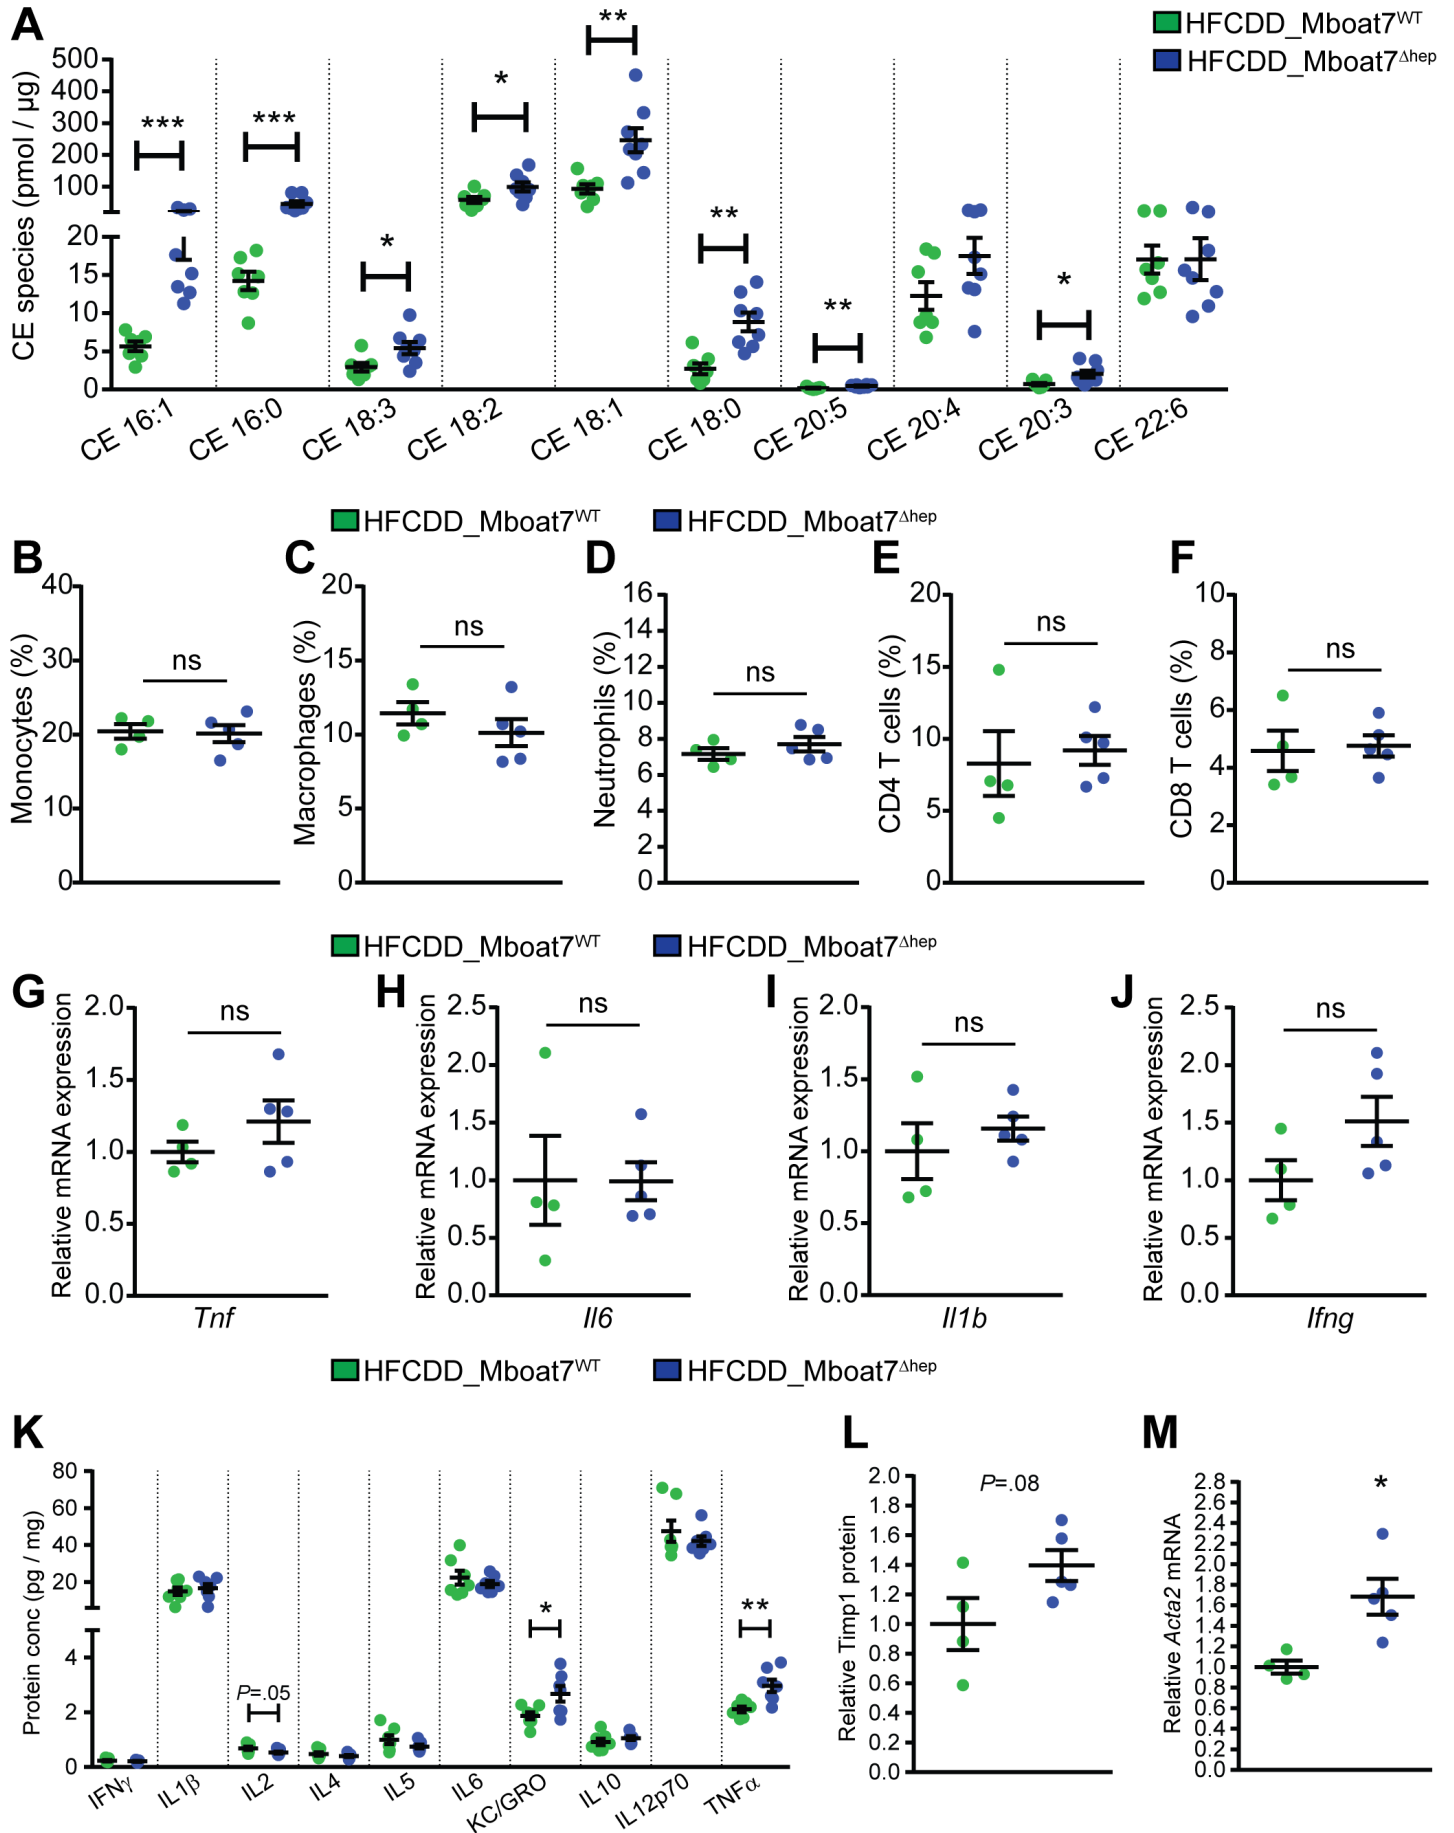 A
HFCDD_Mboat7WT
HFCDD_Mboat7Δhep
CE species (pmol / µg)
500
400
300
200
100
20
15
10
5
0
***
***
*
*
**
**
**
*
CE 16:1
CE 16:0
CE 18:3
CE 18:2
CE 18:1
CE 18:0
CE 20:5
CE 20:4
CE 20:3
CE 22:6
HFCDD_Mboat7WT HFCDD_Mboat7Δhep
B
Monocytes (%)
40
30
20
10
0
ns
C
Macrophages (%)
20
15
10
5
0
ns
D
Neutrophils (%)
16
14
12
10
8
6
4
2
0
ns
E
CD4 T cells (%)
20
15
10
5
0
ns
F
CD8 T cells (%)
10
8
6
4
2
0
ns
HFCDD_Mboat7WT HFCDD_Mboat7Δhep
G
Relative mRNA expression
2.0
1.5
1.0
0.5
0.0
ns
Tnf
H
Relative mRNA expression
2.5
2.0
1.5
1.0
0.5
0.0
ns
Il6
I
Relative mRNA expression
2.0
1.5
1.0
0.5
0.0
ns
Il1b
J
Relative mRNA expression
2.5
2.0
1.5
1.0
0.5
0.0
ns
Ifng
HFCDD_Mboat7WT HFCDD_Mboat7Δhep
K
Protein conc (pg / mg)
80
60
40
20
4
2
0
P=.05
*
**
IFNγ
IL1β
IL2
IL4
IL5
IL6
KC/GRO
IL10
IL12p70
TNFα
L
Relative Timp1 protein
2.0
1.8
1.6
1.4
1.2
1.0
0.8
0.6
0.4
0.2
0.0
P=.08
M
Relative Acta2 mRNA
2.8
2.6
2.4
2.2
2.0
1.8
1.6
1.4
1.2
1.0
0.8
0.6
0.4
0.2
0.0
*